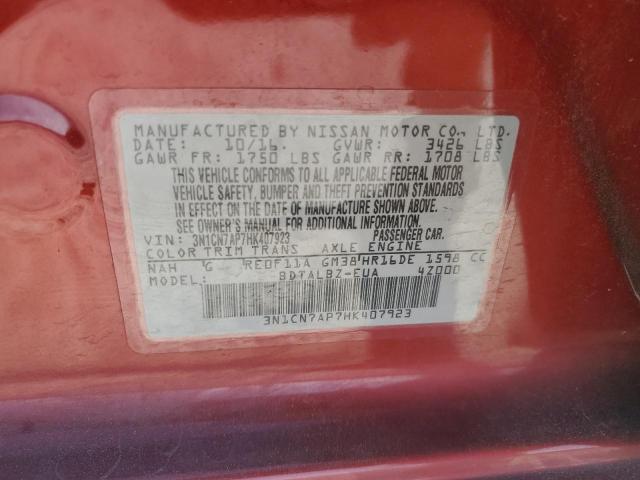 MANUFACTURED BY NISSAN MOTOR CO., LTD.
DATE: 10/16. GVWR: 3426 LBS
GAWR FR: 1750 LBS GAWR RR: 1708 LBS
THIS VEHICLE CONFORMS TO ALL APPLICABLE FEDERAL MOTOR
VEHICLE SAFETY, BUMPER AND THEFT PREVENTION STANDARDS
IN EFFECT ON THE DATE OF MANUFACTURE SHOWN ABOVE.
SEE OWNER'S MANUAL FOR ADDITIONAL INFORMATION.
VIN: 3N1CN7AP7HK407923 PASSENGER CAR.
COLOR TRIM TRANS AXLE ENGINE
NAH G RE0F11A GM38 HR16DE 1598 CC
MODEL: BDTALBZ-EUA 4Z000
3N1CN7AP7HK407923